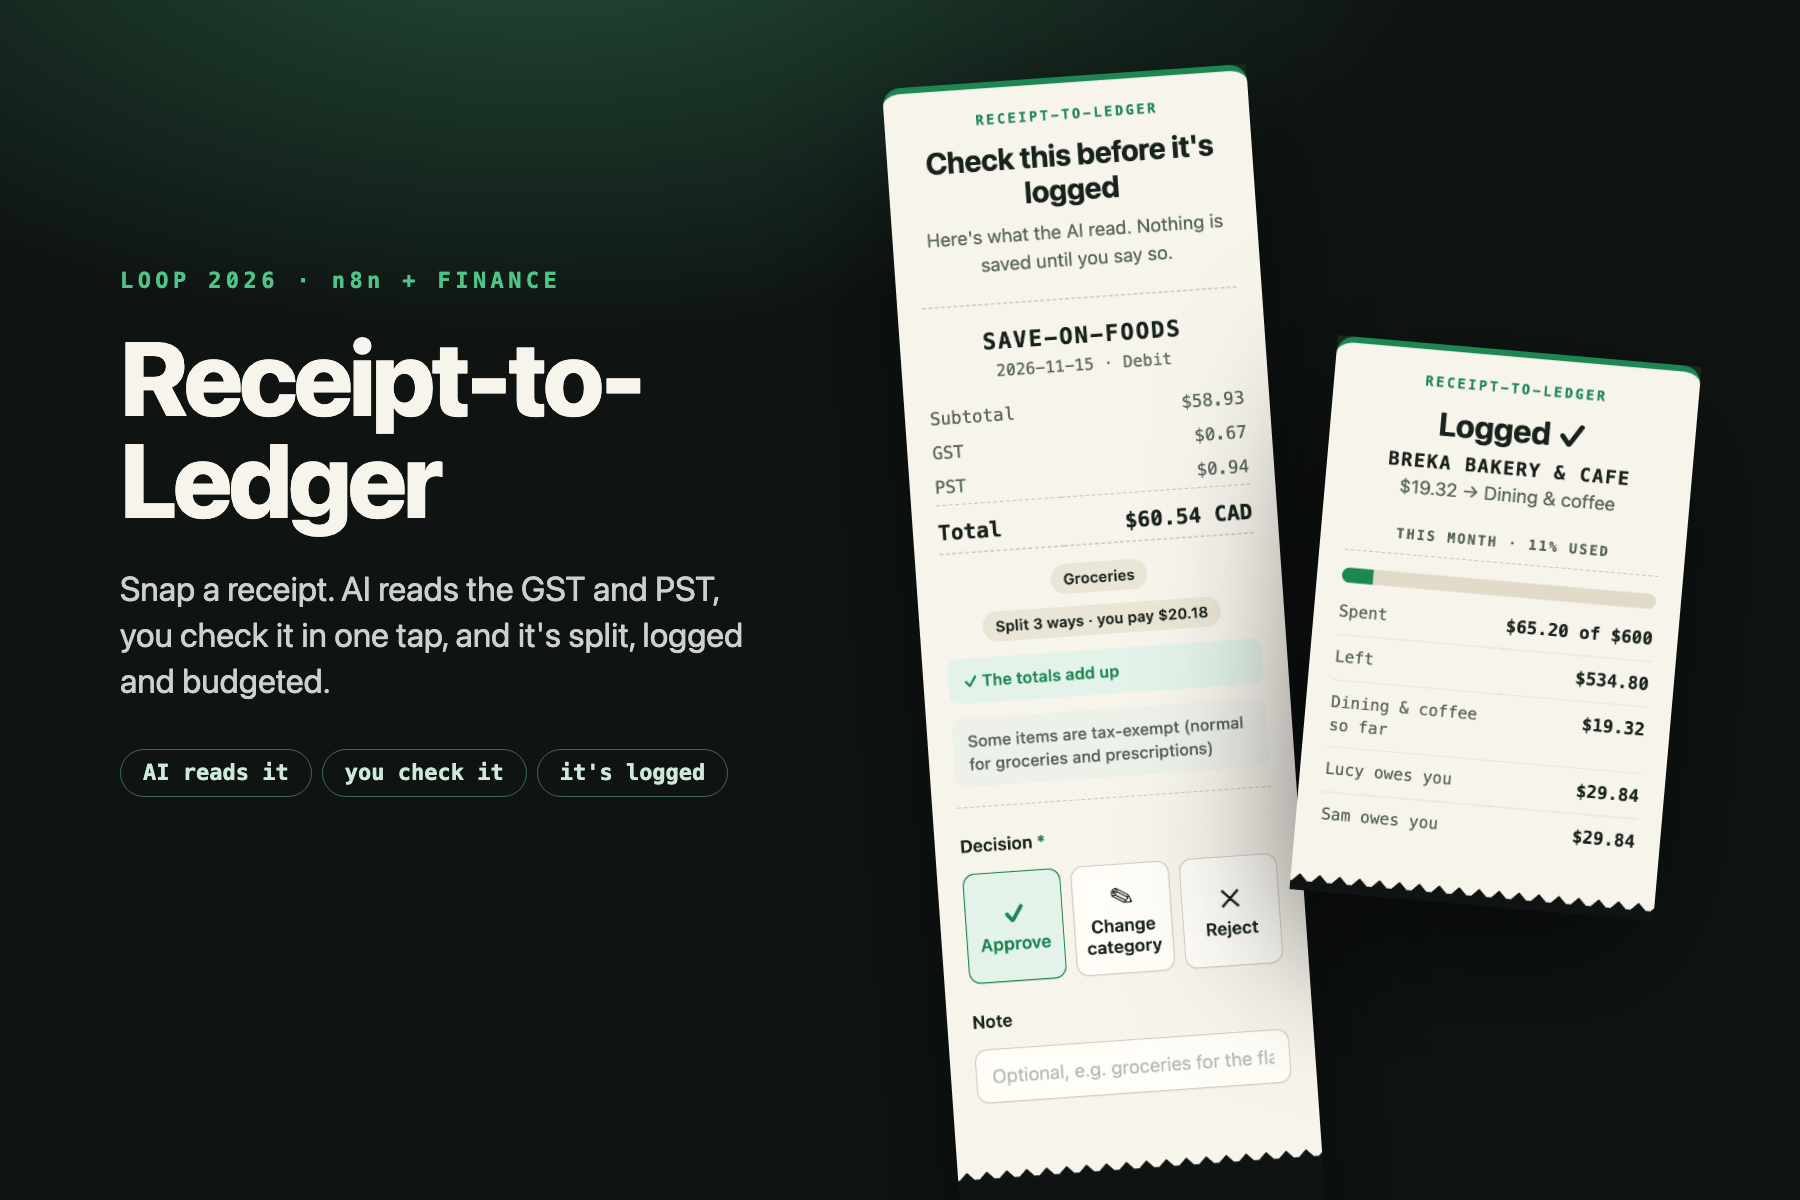 LOOP 2026 · n8n + FINANCE
Receipt-to-
Ledger
Snap a receipt. AI reads the GST and PST,
you check it in one tap, and it's split, logged
and budgeted.
AI reads it
you check it
it's logged
RECEIPT-TO-LEDGER
Check this before it's
logged
Here's what the AI read. Nothing is
saved until you say so.
SAVE-ON-FOODS
2026-11-15 · Debit
Subtotal $58.93
GST $0.67
PST $0.94
Total $60.54 CAD
Groceries
Split 3 ways · you pay $20.18
✓ The totals add up
Some items are tax-exempt (normal
for groceries and prescriptions)
Decision *
✓
Approve
✎
Change
category
✕
Reject
Note
Optional, e.g. groceries for the fla
RECEIPT-TO-LEDGER
Logged ✓
BREKA BAKERY & CAFE
$19.32 → Dining & coffee
THIS MONTH · 11% USED
Spent $65.20 of $600
Left $534.80
Dining & coffee
so far $19.32
Lucy owes you $29.84
Sam owes you $29.84